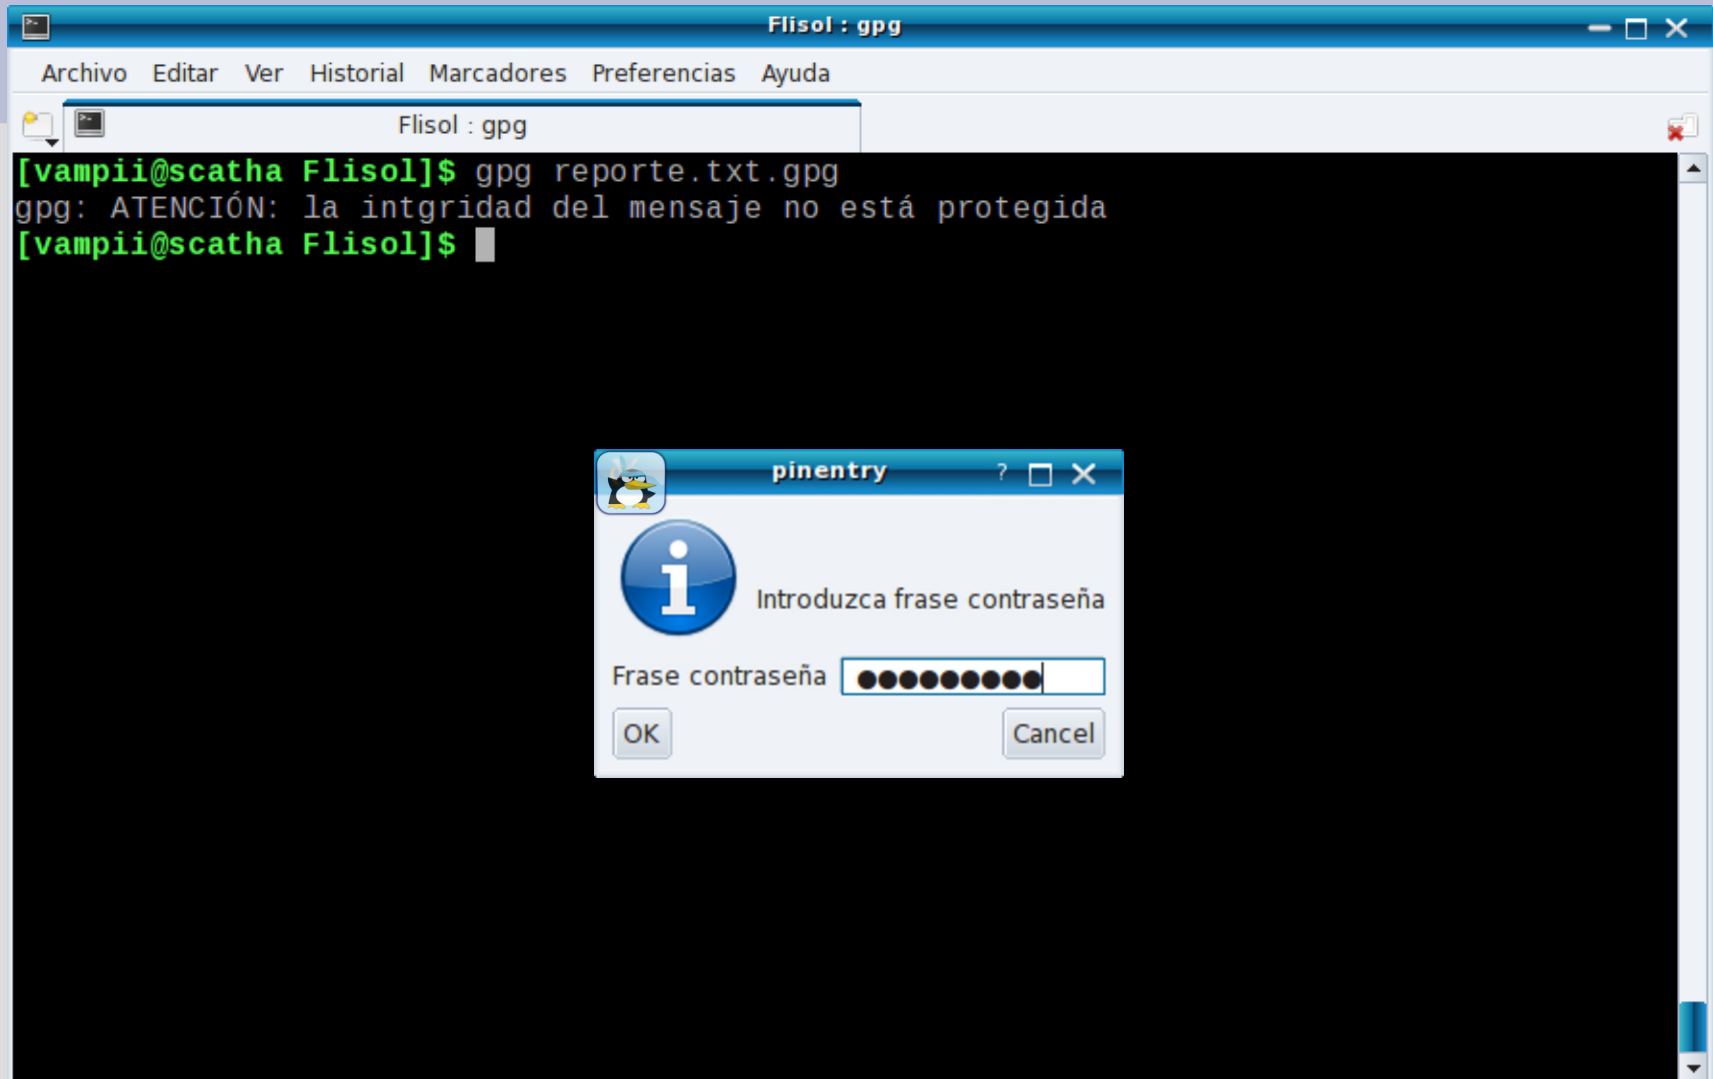 Flisol : gpg
Archivo Editar Ver Historial Marcadores Preferencias Ayuda
Flisol : gpg
[vampii@scatha Flisol]$ gpg reporte.txt.gpg
gpg: ATENCIÓN: la intgridad del mensaje no está protegida
[vampii@scatha Flisol]$
pinentry
Introduzca frase contraseña
Frase contraseña
OK Cancel